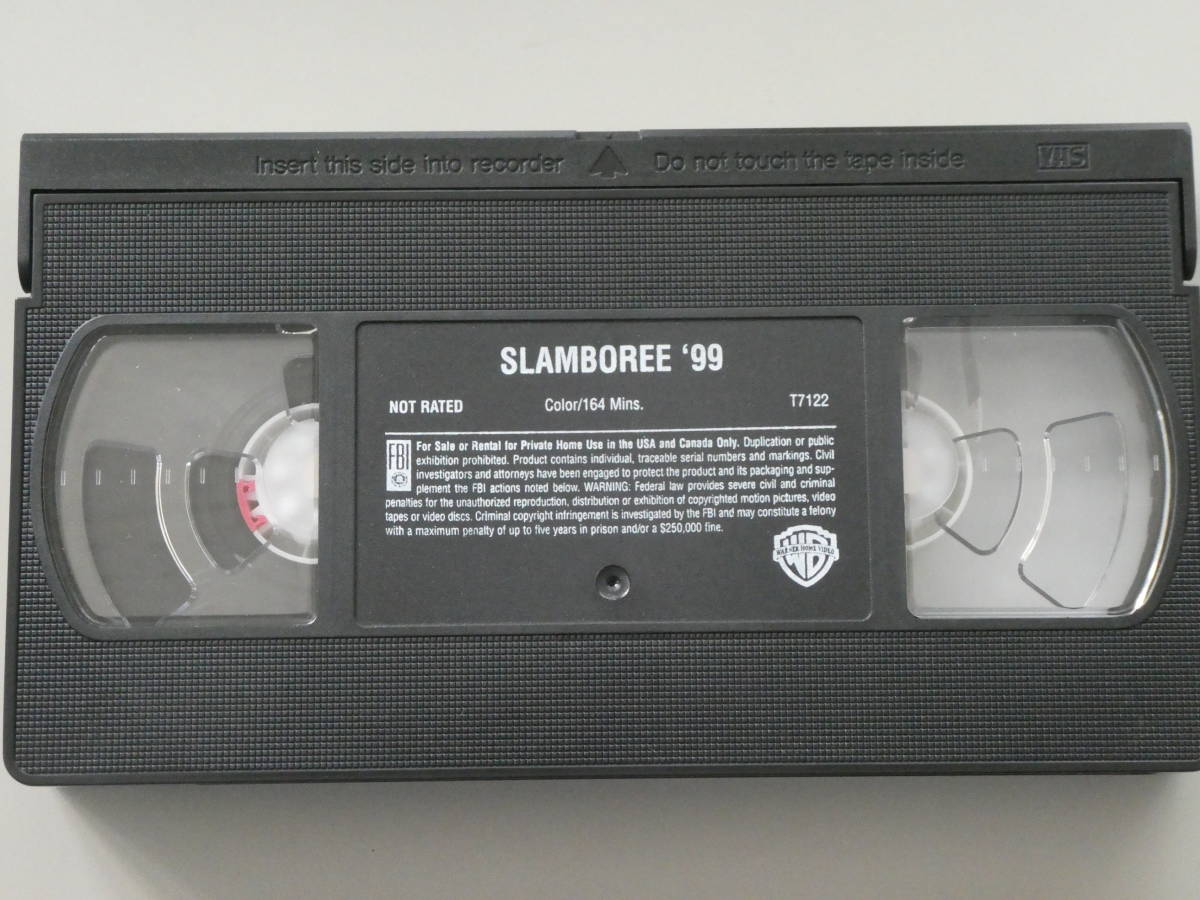 Insert this side into recorder Do not touch the tape inside VHS
SLAMBOREE ‘99
NOT RATED Color/164 Mins. T7122
FBI For Sale or Rental for Private Home Use in the USA and Canada Only. Duplication or public
exhibition prohibited. Product contains individual, traceable serial numbers and markings. Civil
investigators and attorneys have been engaged to protect the product and its packaging and sup-
plement the FBI actions noted below. WARNING: Federal law provides severe civil and criminal
penalties for the unauthorized reproduction, distribution or exhibition of copyrighted motion pictures, video
tapes or video discs. Criminal copyright infringement is investigated by the FBI and may constitute a felony
with a maximum penalty of up to five years in prison and/or a $250,000 fine.
WB
WARNER HOME VIDEO